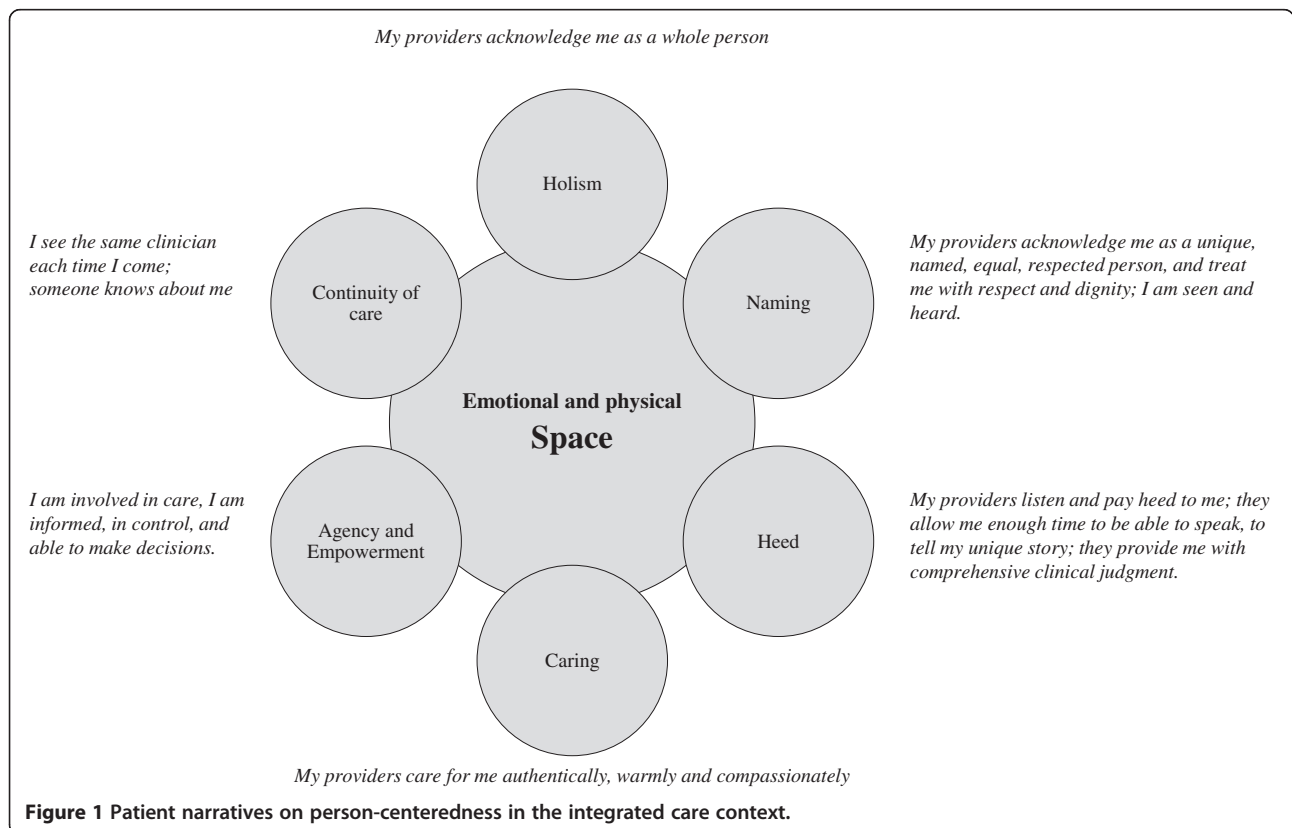 My providers acknowledge me as a whole person
Holism
I see the same clinician
each time I come;
someone knows about me
Continuity of
care
Naming
My providers acknowledge me as a unique,
named, equal, respected person, and treat
me with respect and dignity; I am seen and
heard.
Emotional and physical
Space
I am involved in care, I am
informed, in control, and
able to make decisions.
Agency and
Empowerment
Heed
My providers listen and pay heed to me; they
allow me enough time to be able to speak, to
tell my unique story; they provide me with
comprehensive clinical judgment.
Caring
My providers care for me authentically, warmly and compassionately
Figure 1 Patient narratives on person-centeredness in the integrated care context.